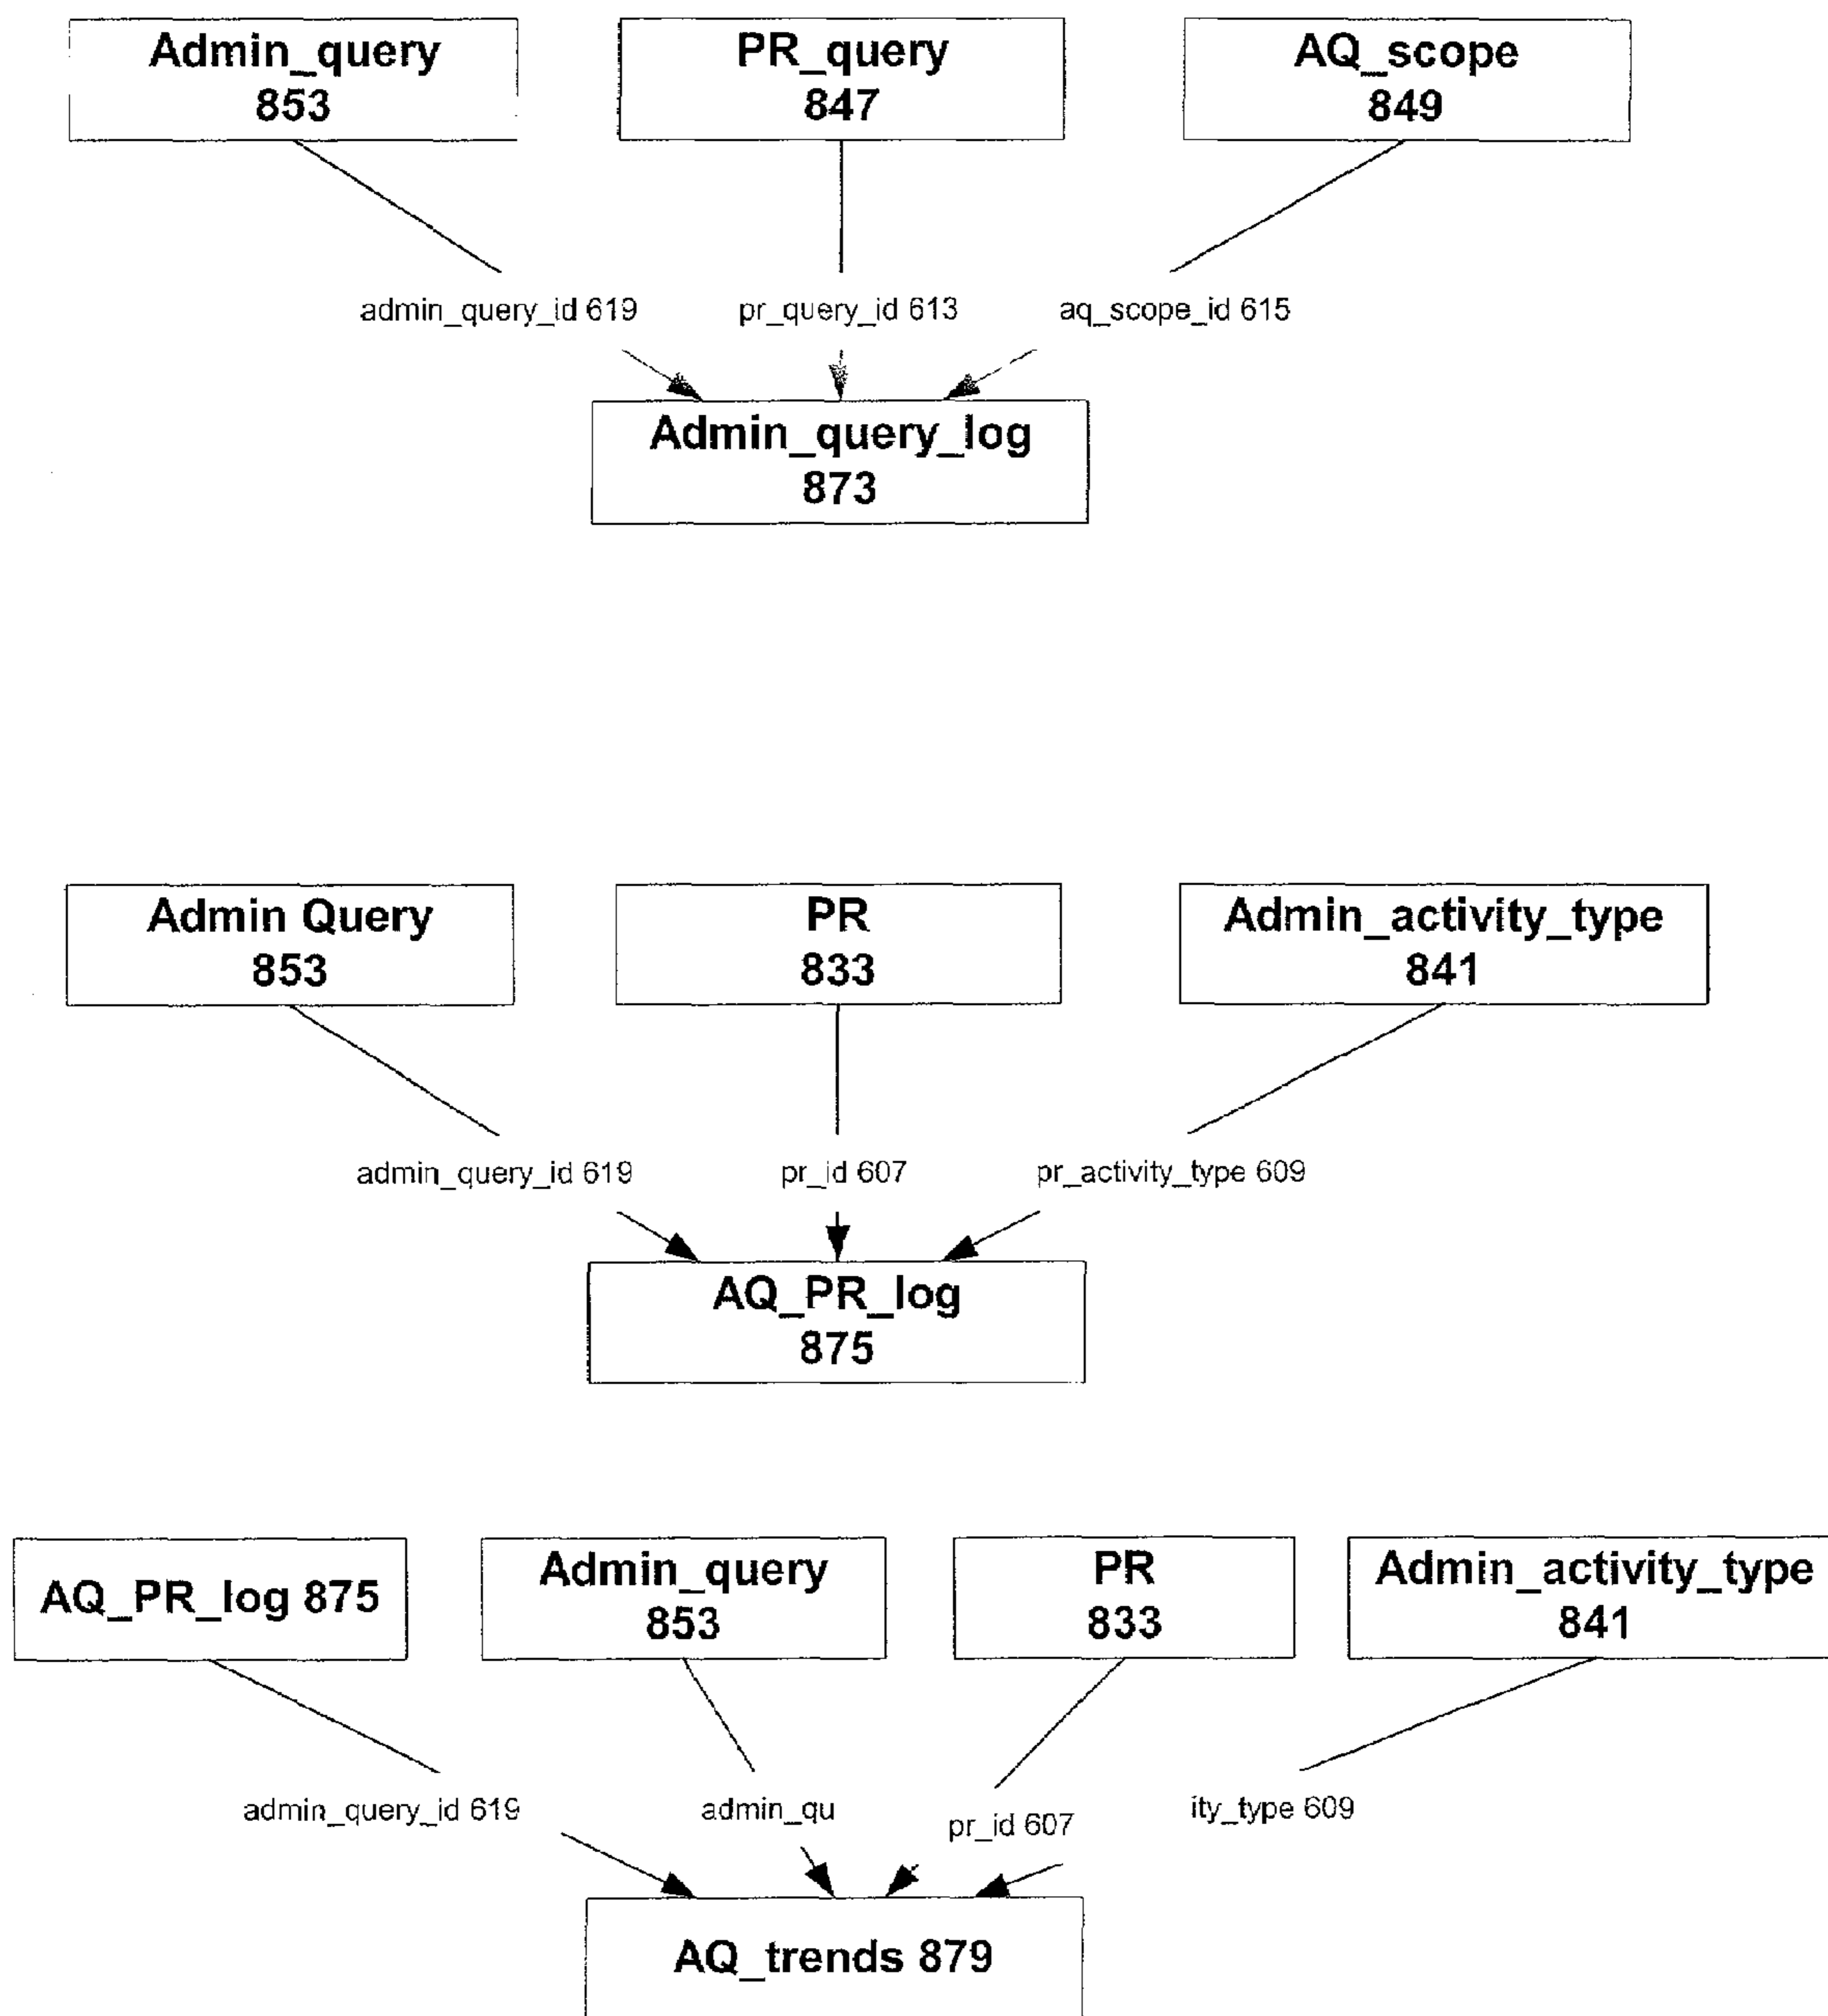 Admin_query
853
PR_query
847
AQ_scope
849
admin_query_id 619
pr_query_id 613
aq_scope_id 615
Admin_query_log
873
Admin Query
853
PR
833
Admin_activity_type
841
admin_query_id 619
pr_id 607
pr_activity_type 609
AQ_PR_log
875
AQ_PR_log 875
Admin_query
853
PR
833
Admin_activity_type
841
admin_query_id 619
admin_qu
pr_id 607
ity_type 609
AQ_trends 879